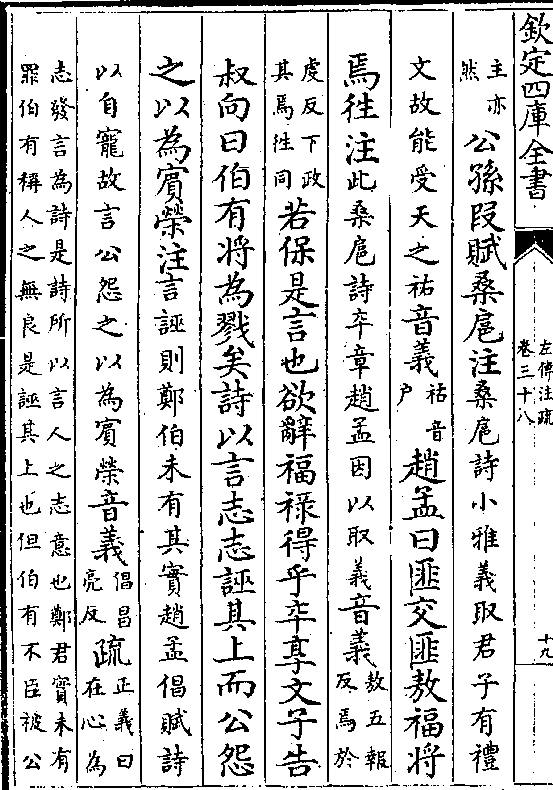 欽定四庫全書
左傳注疏
卷三十八
十九
主亦
然
公孫段賦桑扈注桑扈詩小雅義取君子有禮
文故能受天之祐音義
祜音
户
趙孟曰匪交匪敖福將
焉徃注此桑扈詩卒章趙孟因以取義音義
敖五報
反焉於
虔反下政
其焉徃同
若保是言也欲辭福禄得乎卒享文子告
叔向曰伯有將為戮矣詩以言志志誣其上而公怨
之以為賓榮注言誣則鄭伯未有其實趙孟倡賦詩
以自寵故言公怨之以為賓榮音義
倡昌
亮反
疏
正義曰
在心為
志發言為詩是詩所以言人之志意也鄭君實未有
罪伯有稱人之無良是誣其上也但伯有不臣被公